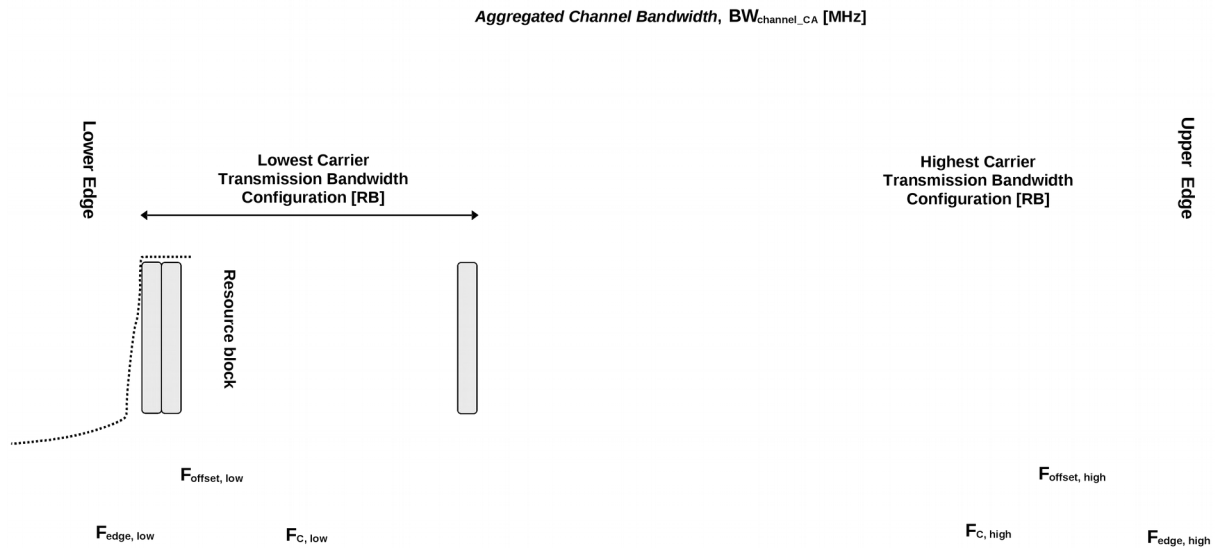 Aggregated Channel Bandwidth, BWchannel_CA [MHz]
Lower Edge
Lowest Carrier
Transmission Bandwidth
Configuration [RB]
Highest Carrier
Transmission Bandwidth
Configuration [RB]
Upper Edge
Resource block
Foffset, low
Foffset, high
Fedge, low
FC, low
FC, high
Fedge, high